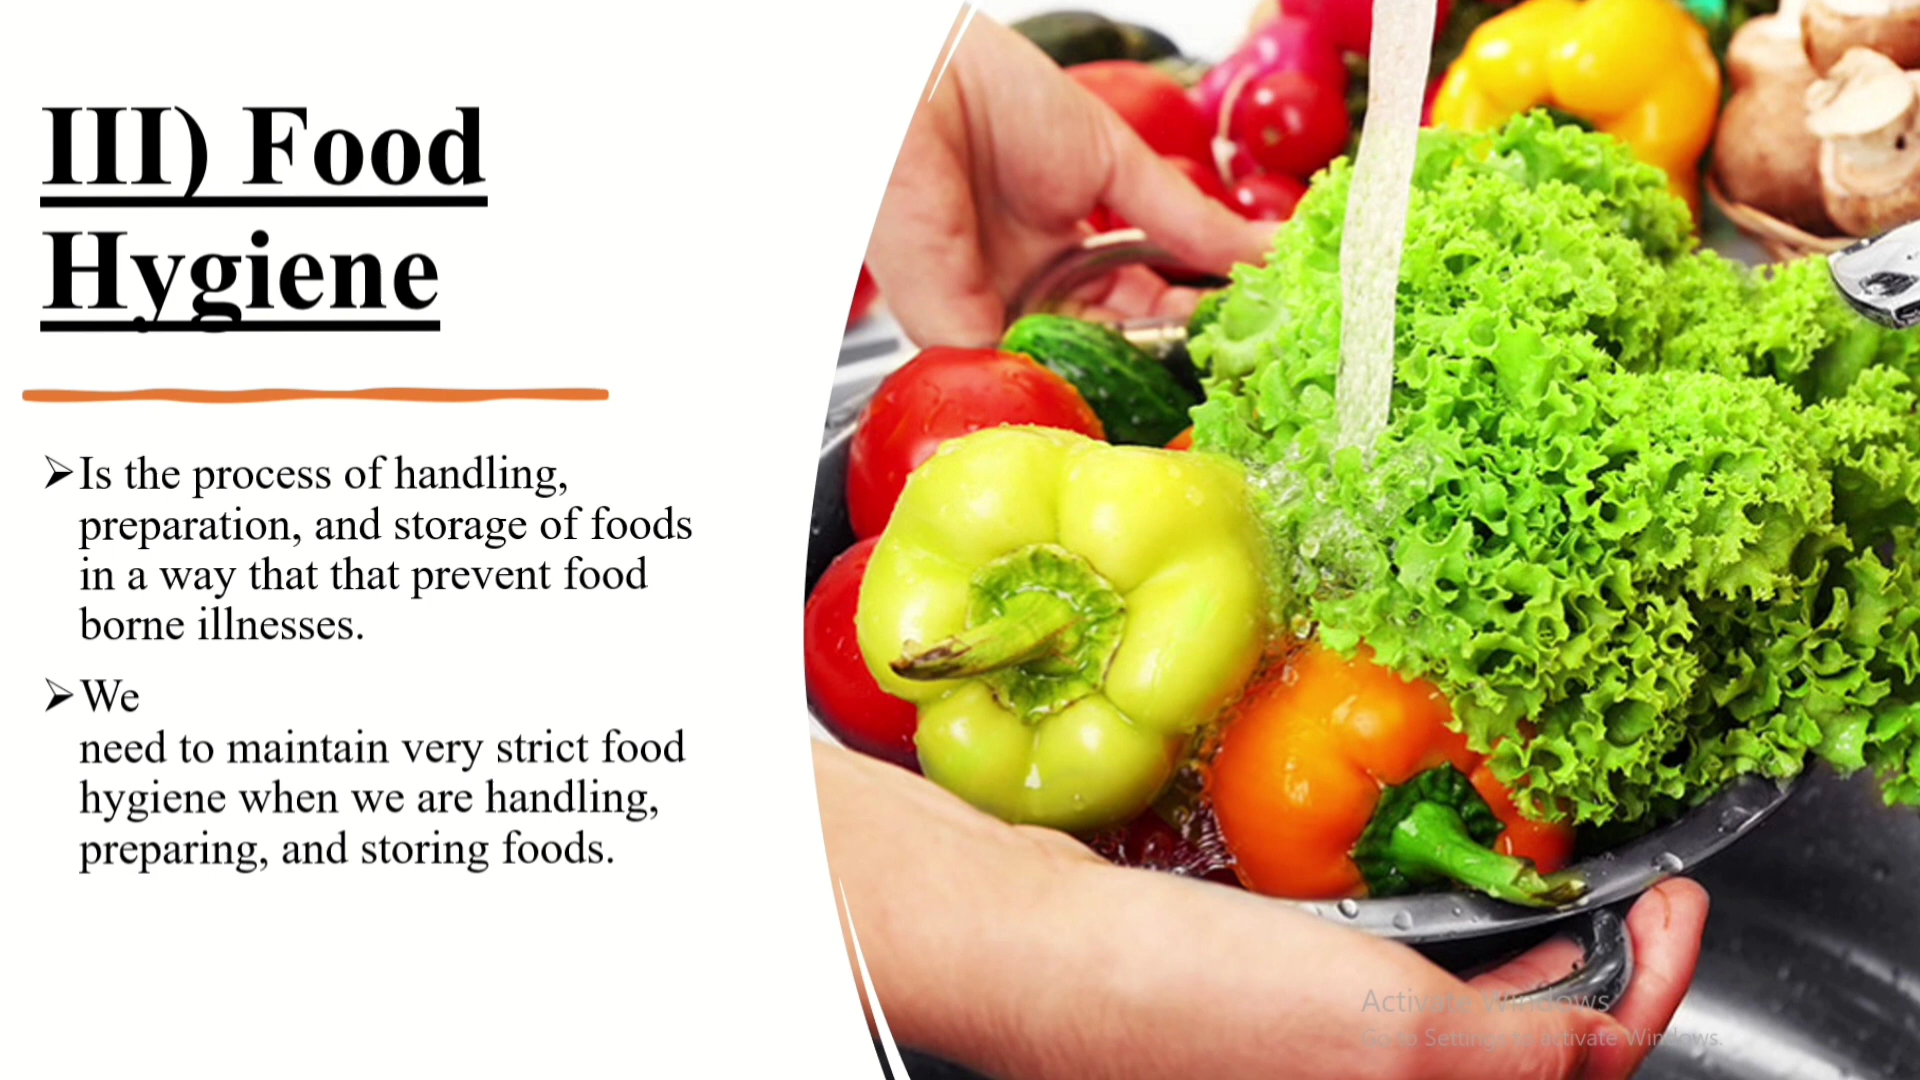 III) Food
Hygiene
➢Is the process of handling,
preparation, and storage of foods
in a way that that prevent food
borne illnesses.
➢We
need to maintain very strict food
hygiene when we are handling,
preparing, and storing foods.
Activate Windows
Go to Settings to activate Windows.